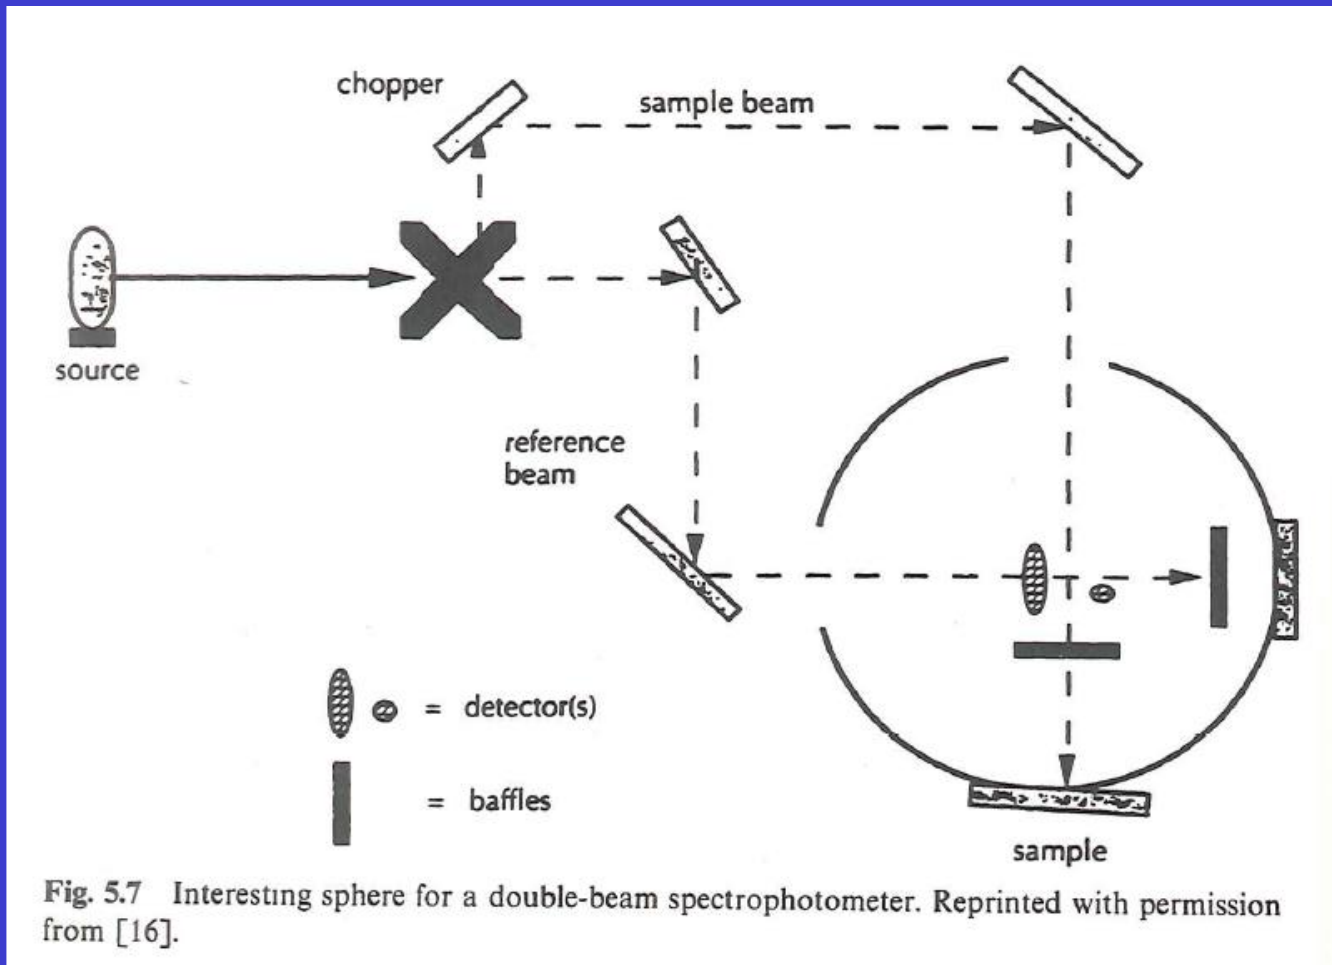 chopper
sample beam
source
reference
beam
= detector(s)
= baffles
sample
Fig. 5.7 Interesting sphere for a double-beam spectrophotometer. Reprinted with permission
from [16].